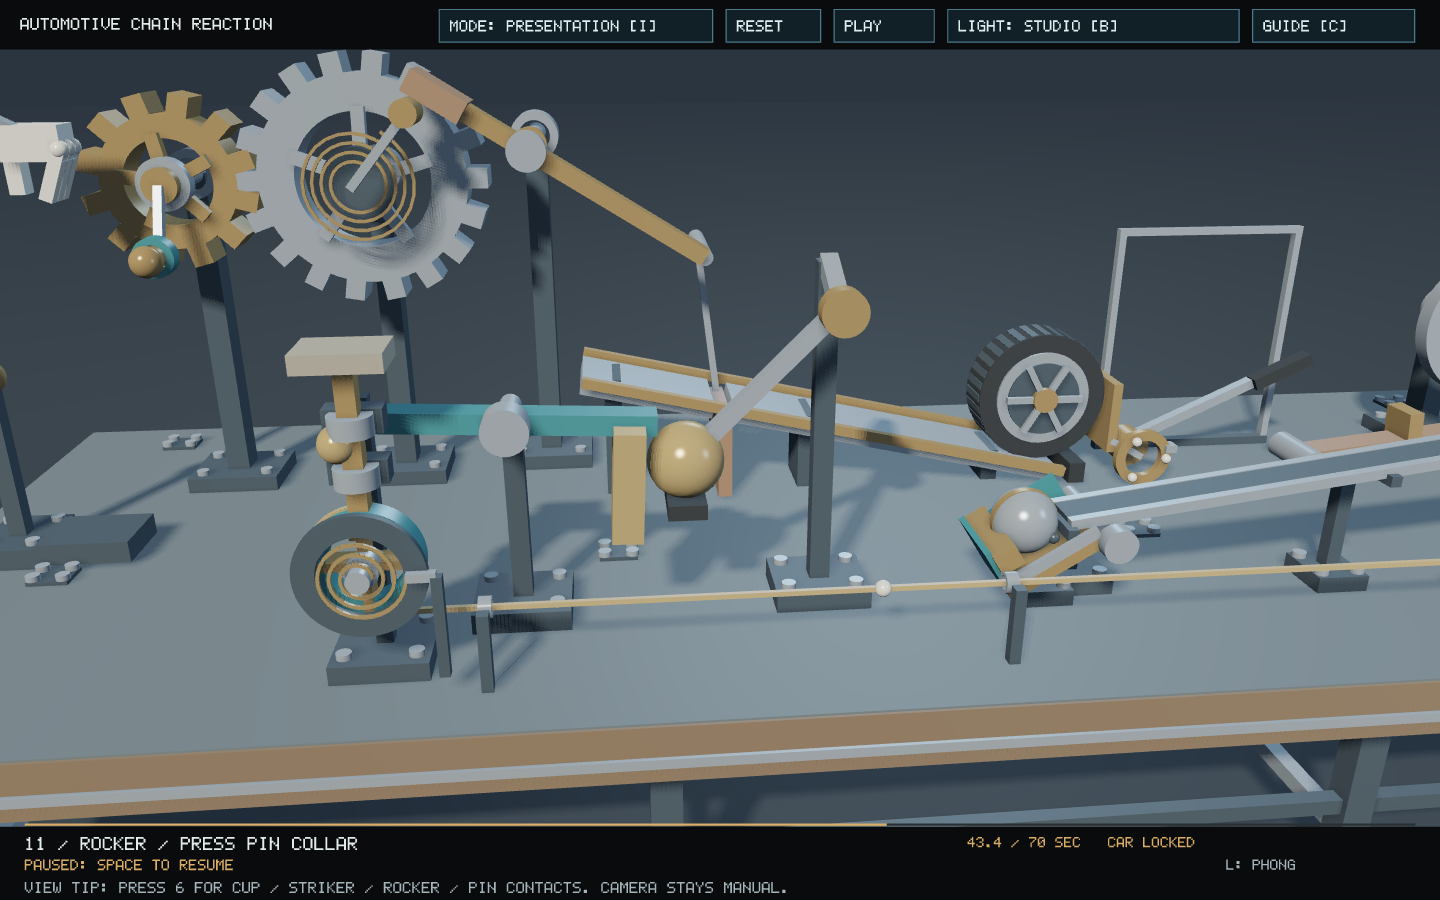 AUTOMOTIVE CHAIN REACTION
MODE: PRESENTATION [I]
RESET
PLAY
LIGHT: STUDIO [B]
GUIDE [C]
11 / ROCKER / PRESS PIN COLLAR
43.4 / 70 SEC
CAR LOCKED
PAUSED: SPACE TO RESUME
L: PHONG
VIEW TIP: PRESS 6 FOR CUP / STRIKER / ROCKER / PIN CONTACTS. CAMERA STAYS MANUAL.